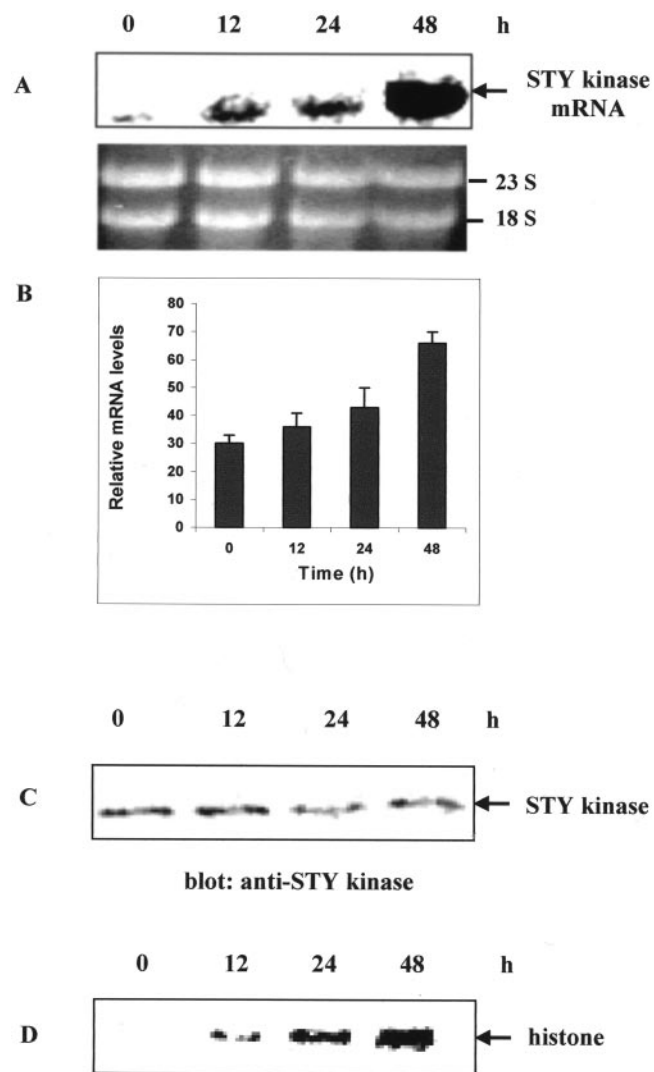 0 12 24 48 h
A
STY kinase
mRNA
23 S
18 S
B
80
70
60
50
40
30
20
10
0
Relative mRNA levels
0 12 24 48
Time (h)
0 12 24 48 h
C
STY kinase
blot: anti-STY kinase
0 12 24 48 h
D
histone